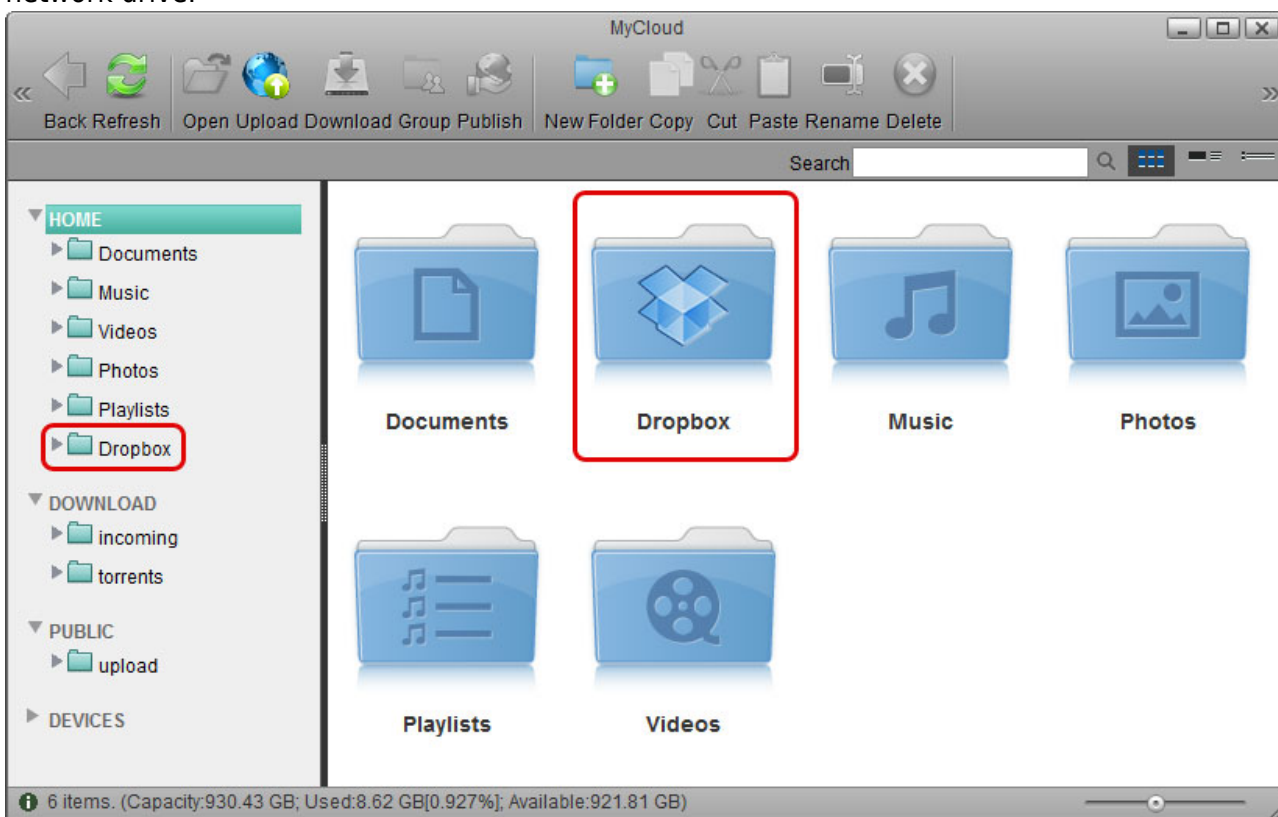 MyCloud
Back Refresh Open Upload Download Group Publish New Folder Copy Cut Paste Rename Delete
Search
HOME
Documents
Music
Videos
Photos
Playlists
Dropbox
DOWNLOAD
incoming
torrents
PUBLIC
upload
DEVICES
Documents Dropbox Music Photos
Playlists Videos
6 items. (Capacity:930.43 GB; Used:8.62 GB[0.927%]; Available:921.81 GB)